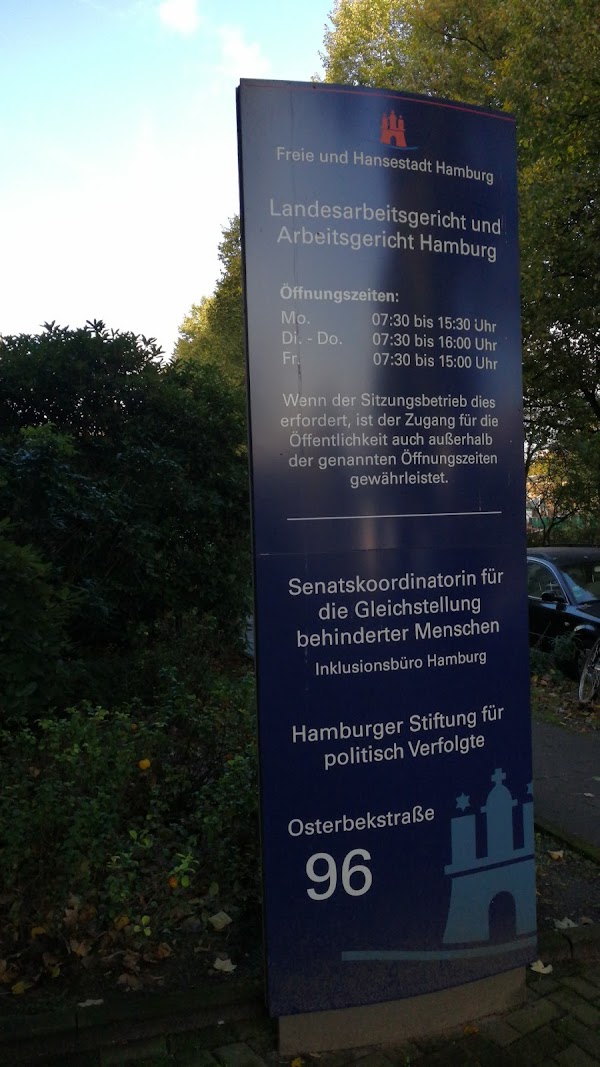 Freie und Hansestadt Hamburg
Landesarbeitsgericht und
Arbeitsgericht Hamburg
Öffnungszeiten:
Mo. 07:30 bis 15:30 Uhr
Di. - Do. 07:30 bis 16:00 Uhr
Fr. 07:30 bis 15:00 Uhr
Wenn der Sitzungsbetrieb dies
erfordert, ist der Zugang für die
Öffentlichkeit auch außerhalb
der genannten Öffnungszeiten
gewährleistet.
Senatskoordinatorin für
die Gleichstellung
behinderter Menschen
Inklusionsbüro Hamburg
Hamburger Stiftung für
politisch Verfolgte
Osterbekstraße
96